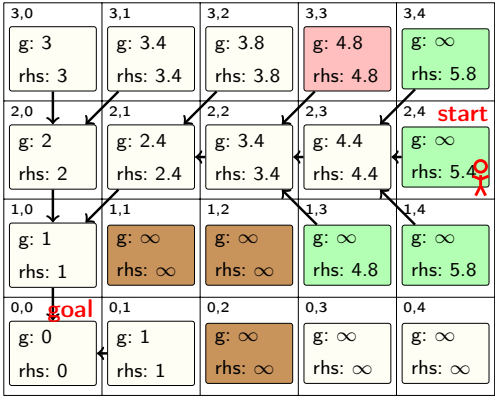 3,0 3,1 3,2 3,3 3,4
g: 3 g: 3.4 g: 3.8 g: 4.8 g: ∞
rhs: 3 rhs: 3.4 rhs: 3.8 rhs: 4.8 rhs: 5.8
2,0 2,1 2,2 2,3 2,4 start
g: 2 g: 2.4 g: 3.4 g: 4.4 g: ∞
rhs: 2 rhs: 2.4 rhs: 3.4 rhs: 4.4 rhs: 5.4
1,0 1,1 1,2 1,3 1,4
g: 1 g: ∞ g: ∞ g: ∞ g: ∞
rhs: 1 rhs: ∞ rhs: ∞ rhs: 4.8 rhs: 5.8
0,0 goal 0,1 0,2 0,3 0,4
g: 0 g: 1 g: ∞ g: ∞ g: ∞
rhs: 0 rhs: 1 rhs: ∞ rhs: ∞ rhs: ∞